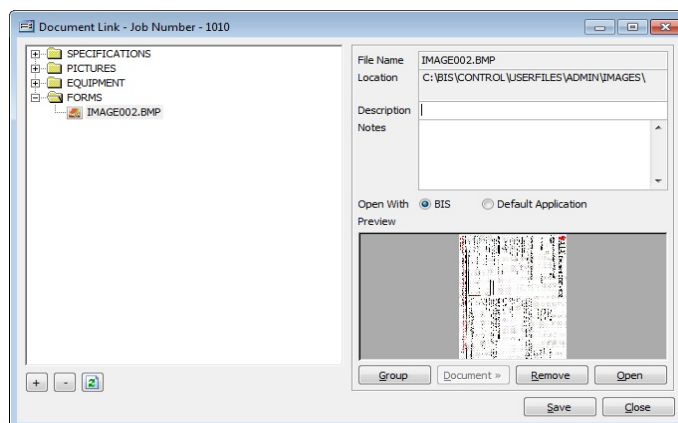 Document Link - Job Number - 1010
SPECIFICATIONS
PICTURES
EQUIPMENT
FORMS
IMAGE002.BMP
File Name IMAGE002.BMP
Location C:\BIS\CONTROL\USERFILES\ADMIN\IMAGES\
Description
Notes
Open With BIS Default Application
Preview
Group Document » Remove Open
+ - 2
Save Close